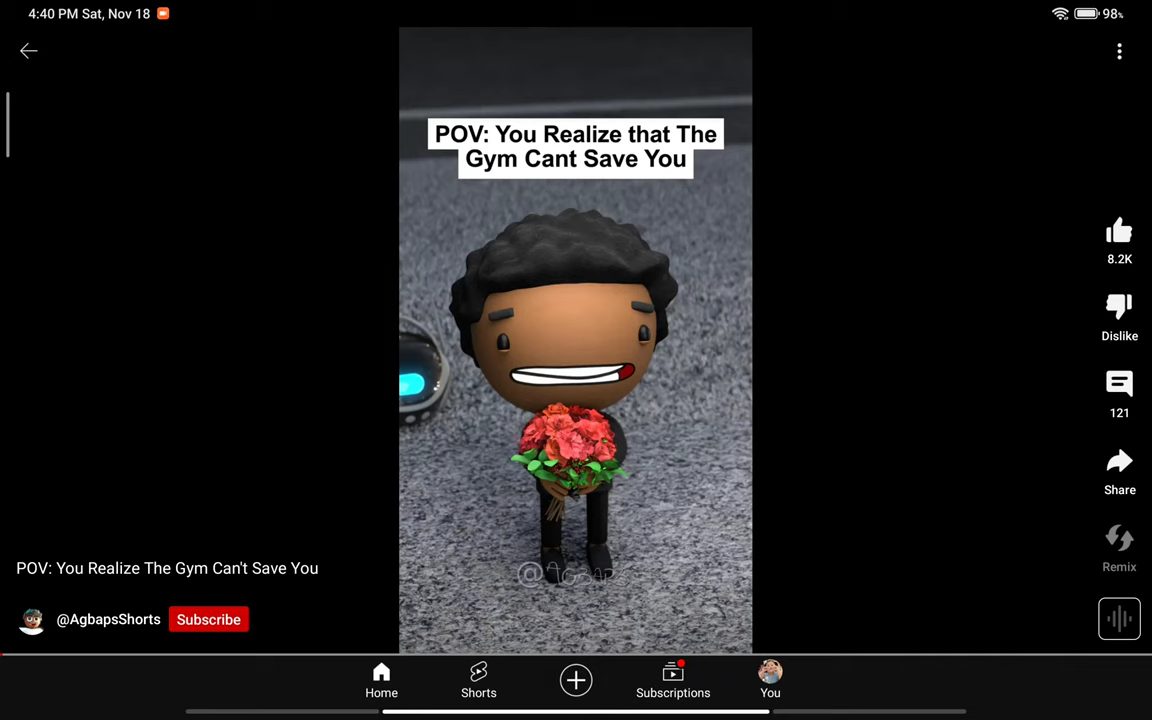 4:40 PM Sat, Nov 18
98%
POV: You Realize that The
Gym Cant Save You
8.2K
Dislike
121
Share
Remix
POV: You Realize The Gym Can't Save You
@AgbapsShorts
Subscribe
Home
Shorts
Subscriptions
You